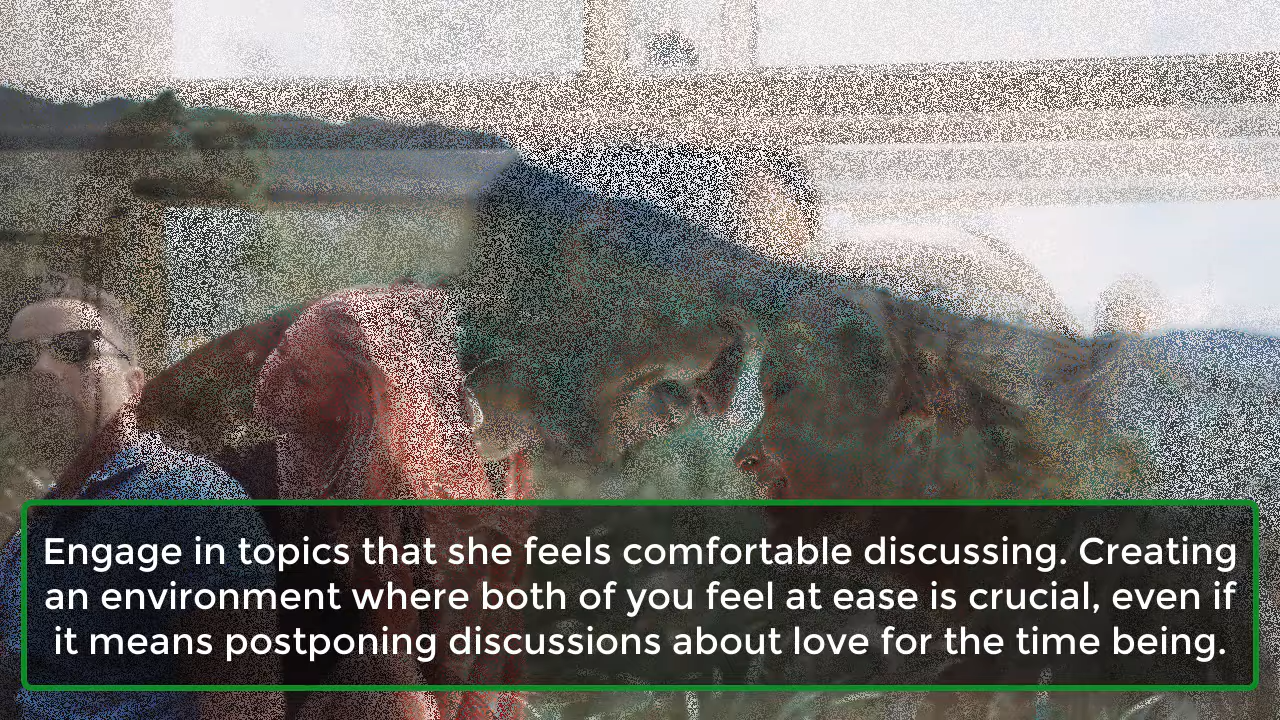 Engage in topics that she feels comfortable discussing. Creating
an environment where both of you feel at ease is crucial, even if
it means postponing discussions about love for the time being.